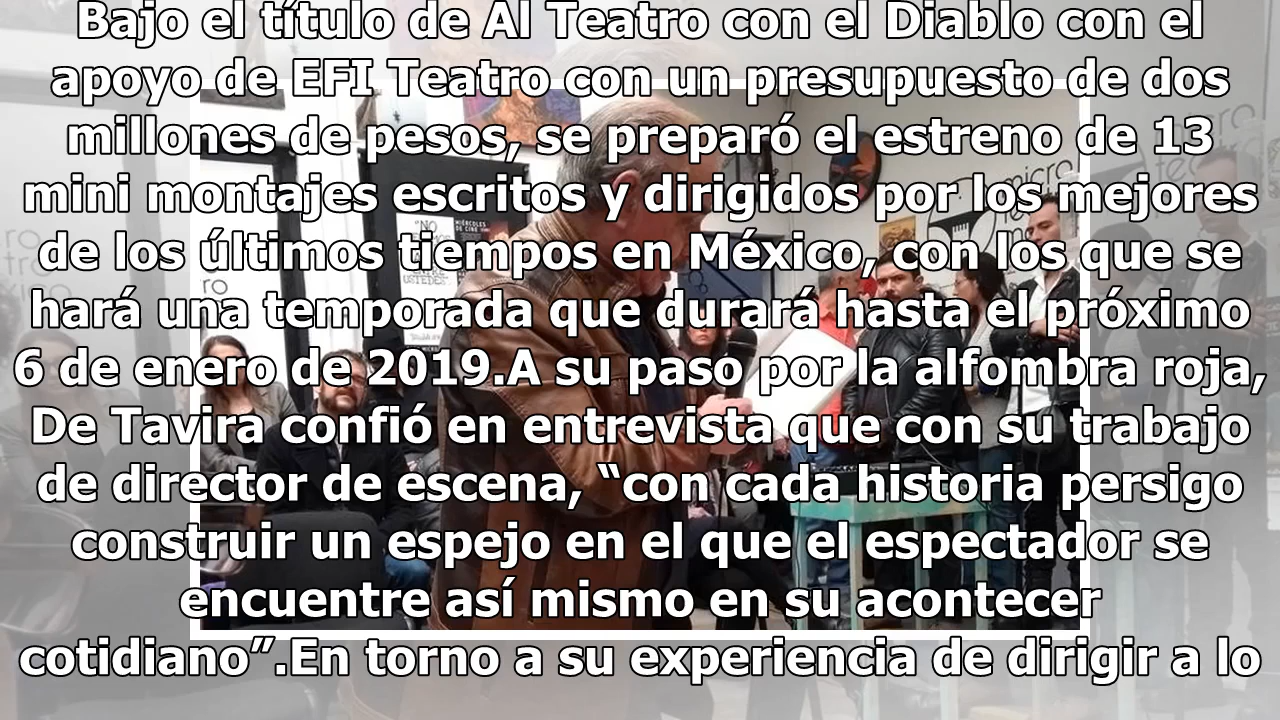 Bajo el título de Al Teatro con el Diablo con el
apoyo de EFI Teatro con un presupuesto de dos
millones de pesos, se preparó el estreno de 13
mini montajes escritos y dirigidos por los mejores
de los últimos tiempos en México, con los que se
hará una temporada que durará hasta el próximo
6 de enero de 2019.A su paso por la alfombra roja,
De Tavira confió en entrevista que con su trabajo
de director de escena, “con cada historia persigo
construir un espejo en el que el espectador se
encuentre así mismo en su acontecer
cotidiano”.En torno a su experiencia de dirigir a lo
micro
MIÉRCOLES
DE CINE
"NO